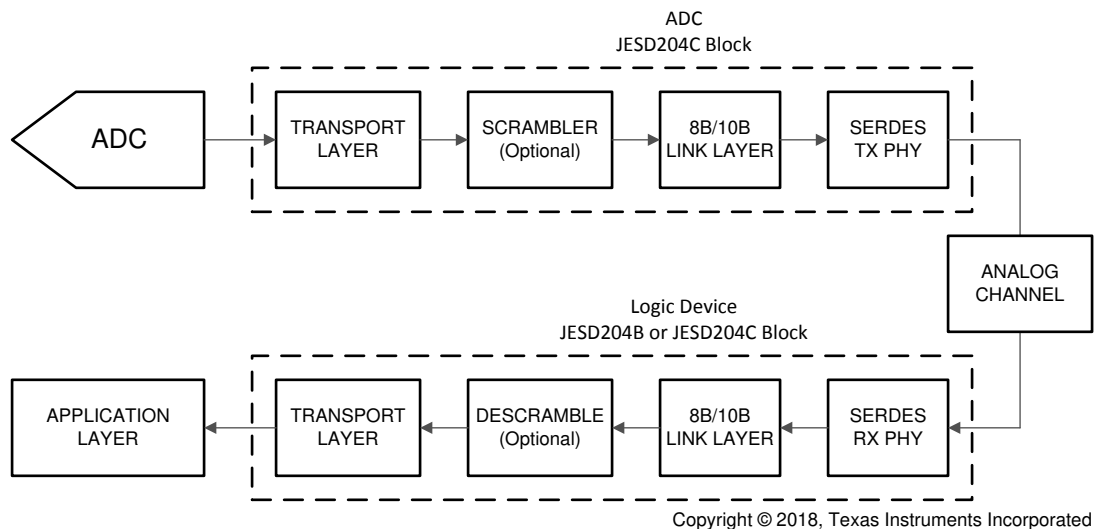 ADC
JESD204C Block
ADC
TRANSPORT
LAYER
SCRAMBLER
(Optional)
8B/10B
LINK LAYER
SERDES
TX PHY
ANALOG
CHANNEL
Logic Device
JESD204B or JESD204C Block
APPLICATION
LAYER
TRANSPORT
LAYER
DESCRAMBLE
(Optional)
8B/10B
LINK LAYER
SERDES
RX PHY
Copyright © 2018, Texas Instruments Incorporated